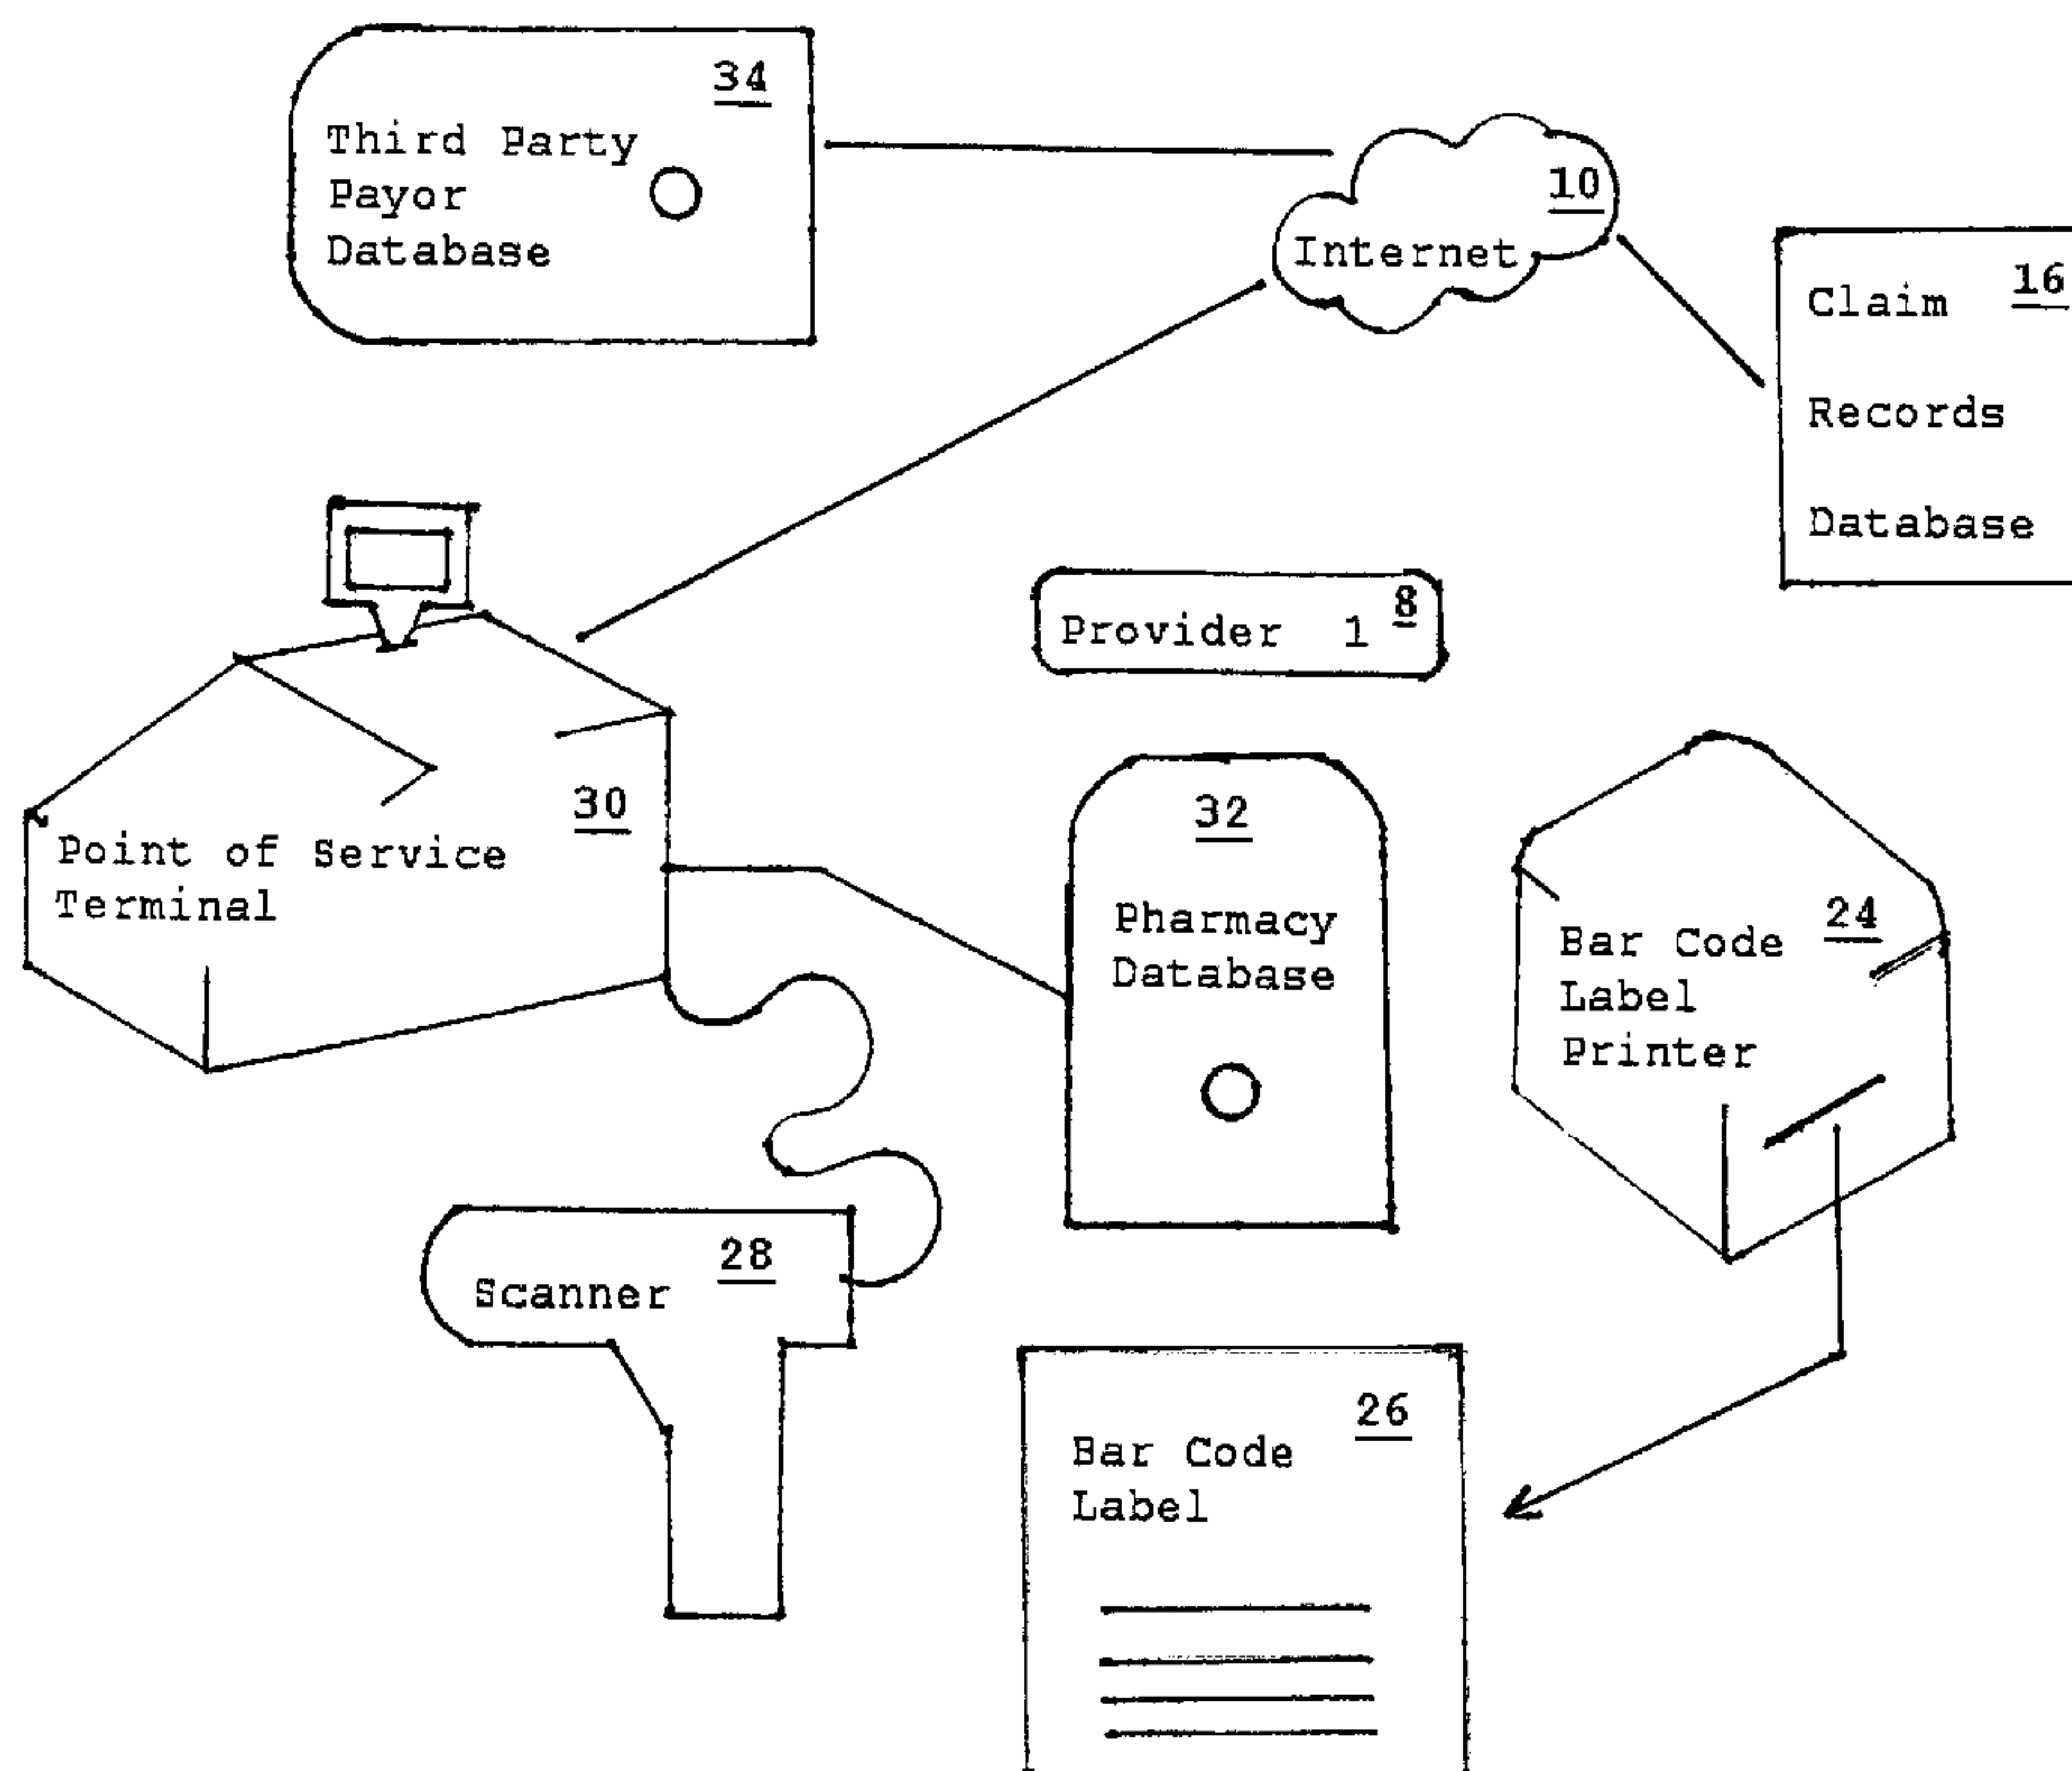 34
Third Party
Payor
Database
10
Internet
16
Claim
Records
Database
8
Provider 1
30
Point of Service
Terminal
32
Pharmacy
Database
24
Bar Code
Label
Printer
28
Scanner
26
Bar Code
Label